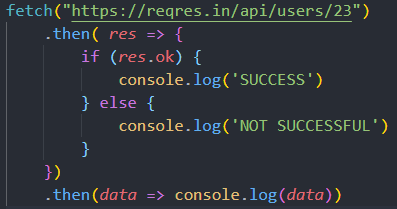 fetch("https://reqres.in/api/users/23")
    .then( res => {
        if (res.ok) {
            console.log('SUCCESS')
        } else {
            console.log('NOT SUCCESSFUL')
        }
    })
    .then(data => console.log(data))